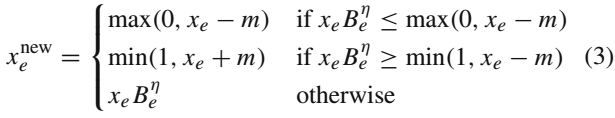 x_e^new = { max(0, x_e − m) if x_e B_e^η ≤ max(0, x_e − m)
min(1, x_e + m) if x_e B_e^η ≥ min(1, x_e − m) (3)
x_e B_e^η otherwise